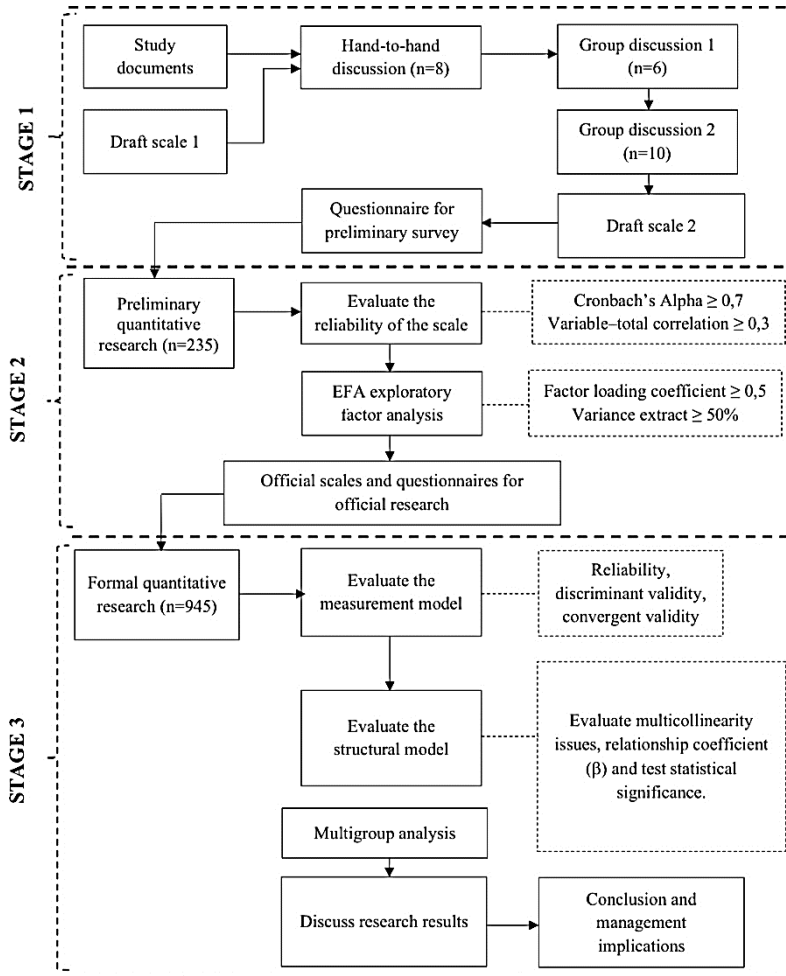 STAGE 1
Study
documents
Hand-to-hand
discussion (n=8)
Group discussion 1
(n=6)
Draft scale 1
Group discussion 2
(n=10)
Questionnaire for
preliminary survey
Draft scale 2
STAGE 2
Preliminary
quantitative
research (n=235)
Evaluate the
reliability of the scale
Cronbach's Alpha ≥ 0,7
Variable–total correlation ≥ 0,3
EFA exploratory
factor analysis
Factor loading coefficient ≥ 0,5
Variance extract ≥ 50%
Official scales and questionnaires for
official research
STAGE 3
Formal quantitative
research (n=945)
Evaluate the
measurement model
Reliability,
discriminant validity,
convergent validity
Evaluate the
structural model
Evaluate multicollinearity
issues, relationship coefficient
(β) and test statistical
significance.
Multigroup analysis
Discuss research results
Conclusion and
management
implications